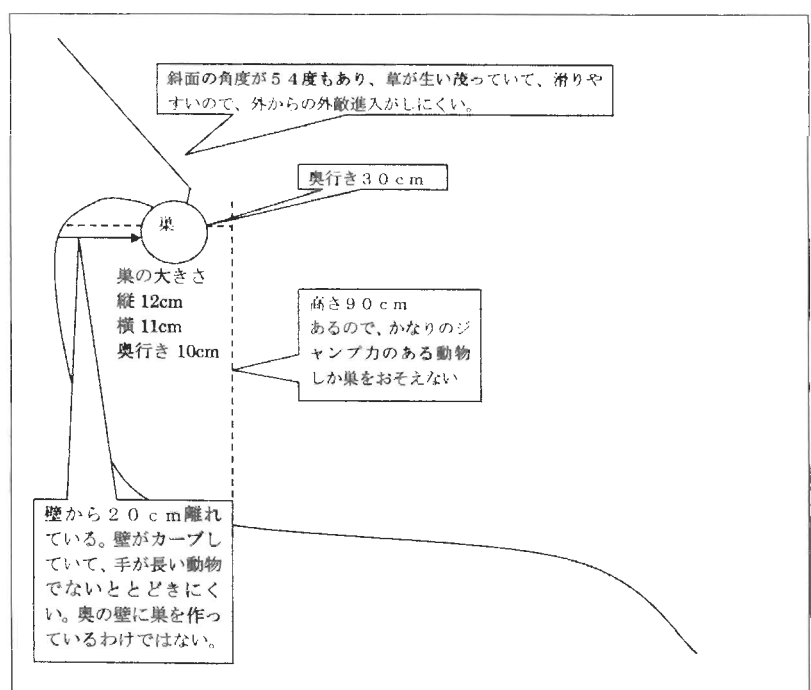 斜面の角度が５４度もあり、草が生い茂っていて、滑りや
すいので、外からの外敵進入がしにくい。
奥行き３０ｃｍ
巣
巣の大きさ
縦 12cm
横 11cm
奥行き 10cm
高さ９０ｃｍ
あるので、かなりのジ
ャンプ力のある動物
しか巣をおそえない
壁から２０ｃｍ離れ
ている。壁がカーブし
ていて、手が長い動物
でないととどきにく
い。奥の壁に巣を作っ
ているわけではない。